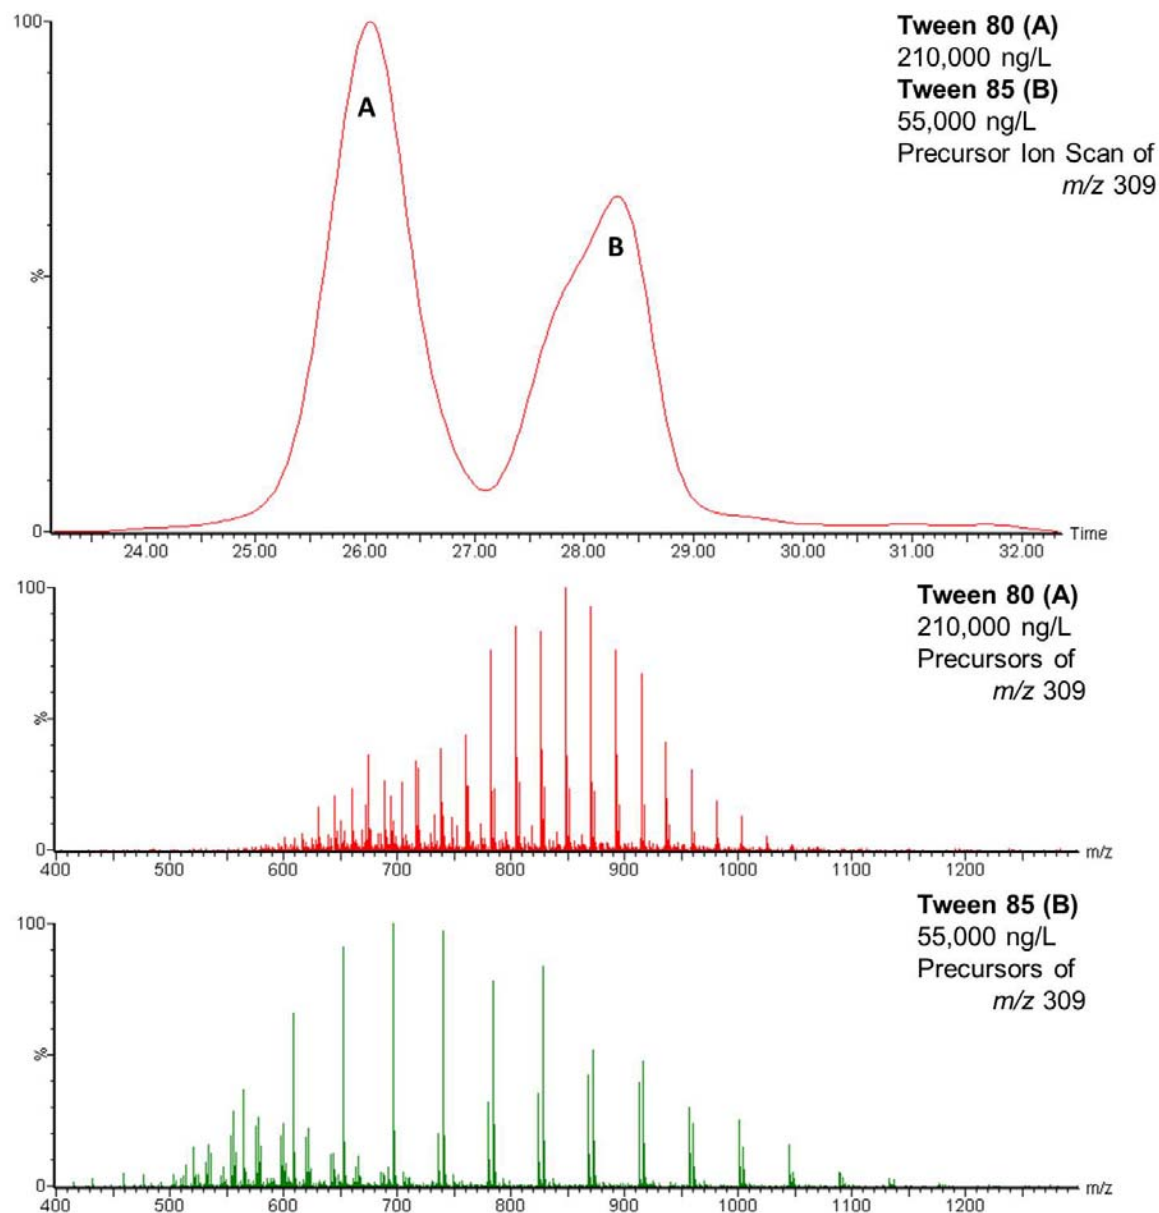 100
%
0
A
B
Tween 80 (A)
210,000 ng/L
Tween 85 (B)
55,000 ng/L
Precursor Ion Scan of
m/z 309
24.00 25.00 26.00 27.00 28.00 29.00 30.00 31.00 32.00 Time
100
%
0
Tween 80 (A)
210,000 ng/L
Precursors of
m/z 309
400 500 600 700 800 900 1000 1100 1200 m/z
100
%
0
Tween 85 (B)
55,000 ng/L
Precursors of
m/z 309
400 500 600 700 800 900 1000 1100 1200 m/z